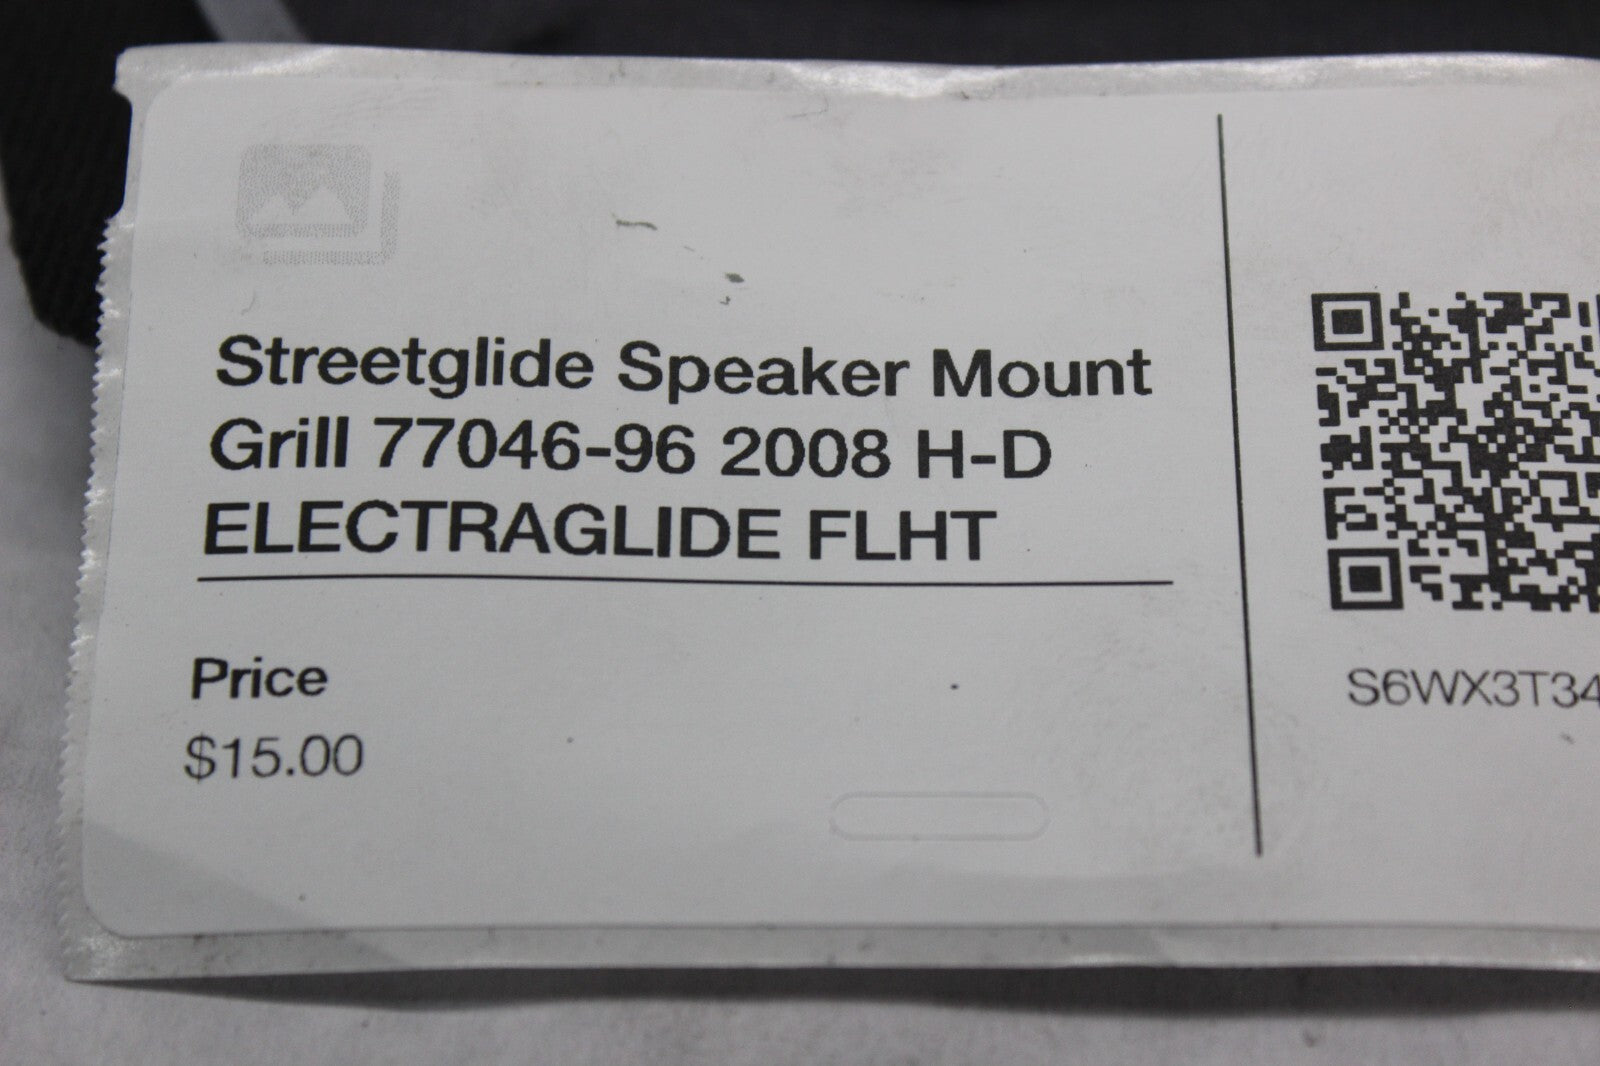 Streetglide Speaker Mount
Grill 77046-96 2008 H-D
ELECTRAGLIDE FLHT
Price
$15.00
S6WX3T34